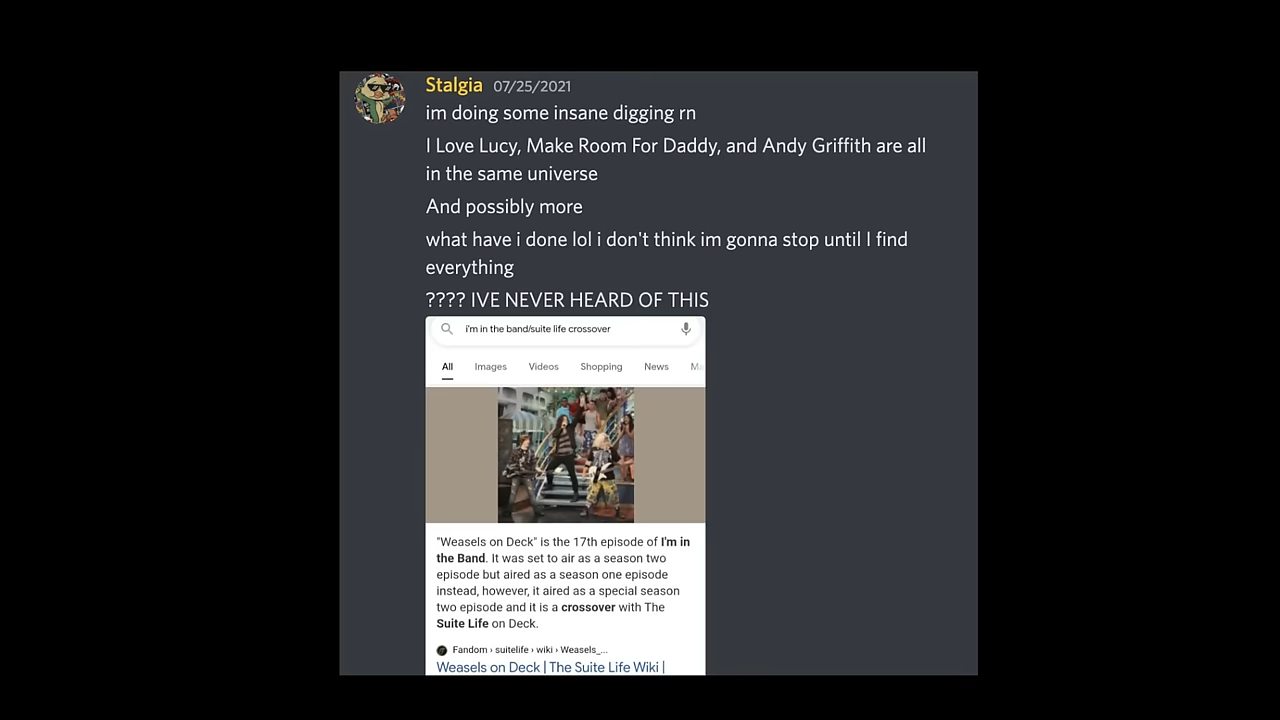 Stalgia 07/25/2021
im doing some insane digging rn
I Love Lucy, Make Room For Daddy, and Andy Griffith are all
in the same universe
And possibly more
what have i done lol i don't think im gonna stop until I find
everything
???? IVE NEVER HEARD OF THIS
i'm in the band/suite life crossover
All Images Videos Shopping News Ma
"Weasels on Deck" is the 17th episode of I'm in
the Band. It was set to air as a season two
episode but aired as a season one episode
instead, however, it aired as a special season
two episode and it is a crossover with The
Suite Life on Deck.
Fandom › suitelife › wiki › Weasels_...
Weasels on Deck | The Suite Life Wiki |